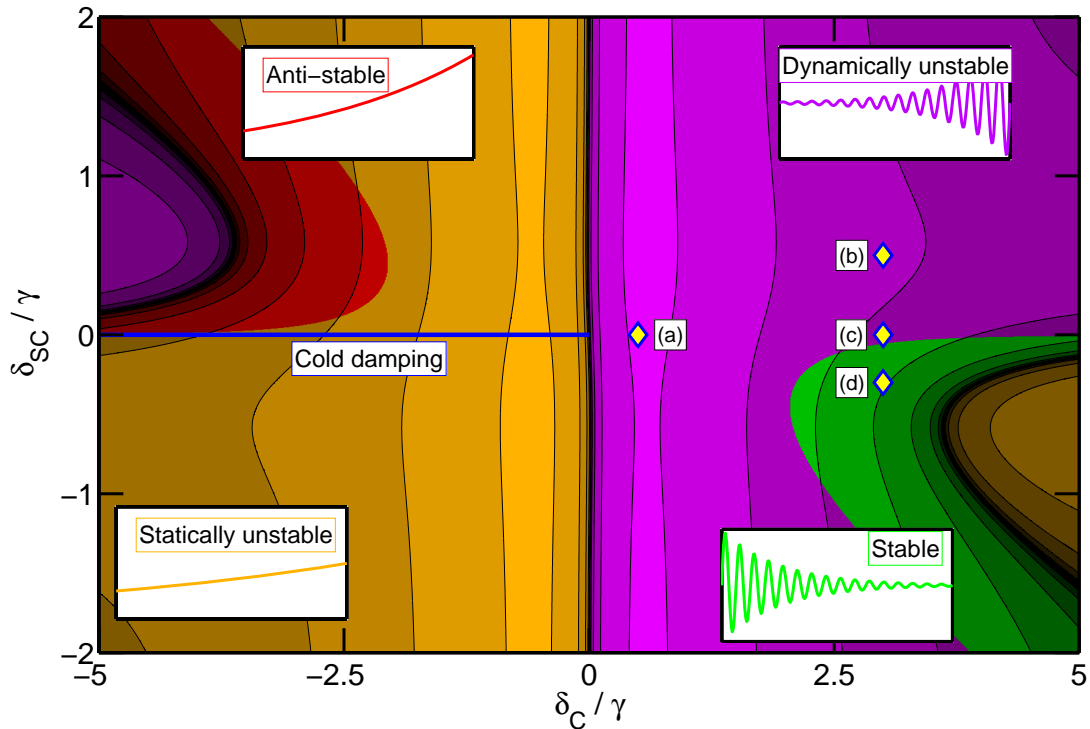 2
Anti−stable
Dynamically unstable
1
(b)
δSC / γ
0
(a)
(c)
Cold damping
(d)
−1
Statically unstable
Stable
−2
−5
−2.5
0
2.5
5
δC / γ